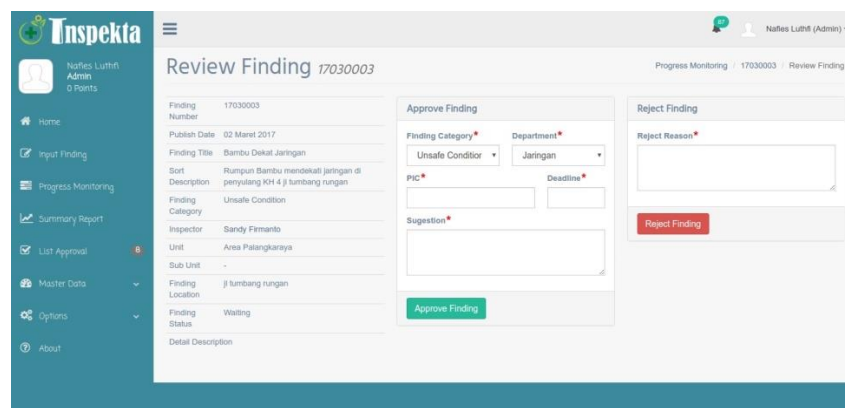 Inspekta
87
Nafies Luthfi (Admin)
Nafies Luthfi
Admin
0 Points
Home
Input Finding
Progress Monitoring
Summary Report
List Approval 8
Master Data
Options
About
Review Finding 17030003
Progress Monitoring / 17030003 / Review Finding
Finding Number 17030003
Publish Date 02 Maret 2017
Finding Title Bambu Dekat Jaringan
Sort Description Rumpun Bambu mendekati jaringan di
penyulang KH 4 jl tumbang rungan
Finding Category Unsafe Condition
Inspector Sandy Firmanto
Unit Area Palangkaraya
Sub Unit -
Finding Location jl tumbang rungan
Finding Status Waiting
Detail Description
Approve Finding
Finding Category* Department*
Unsafe Condition Jaringan
PIC* Deadline*
Sugestion*
Approve Finding
Reject Finding
Reject Reason*
Reject Finding